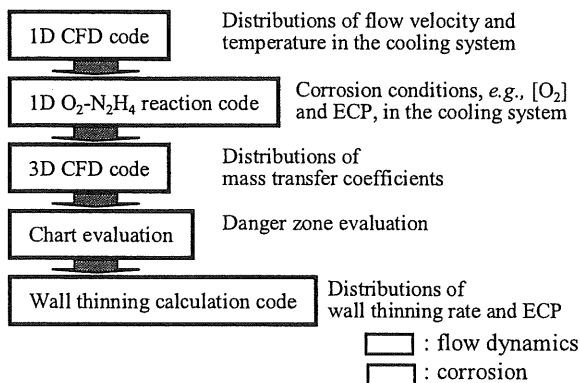 1D CFD code
Distributions of flow velocity and
temperature in the cooling system
1D O₂-N₂H₄ reaction code
Corrosion conditions, e.g., [O₂]
and ECP, in the cooling system
3D CFD code
Distributions of
mass transfer coefficients
Chart evaluation
Danger zone evaluation
Wall thinning calculation code
Distributions of
wall thinning rate and ECP
: flow dynamics
: corrosion